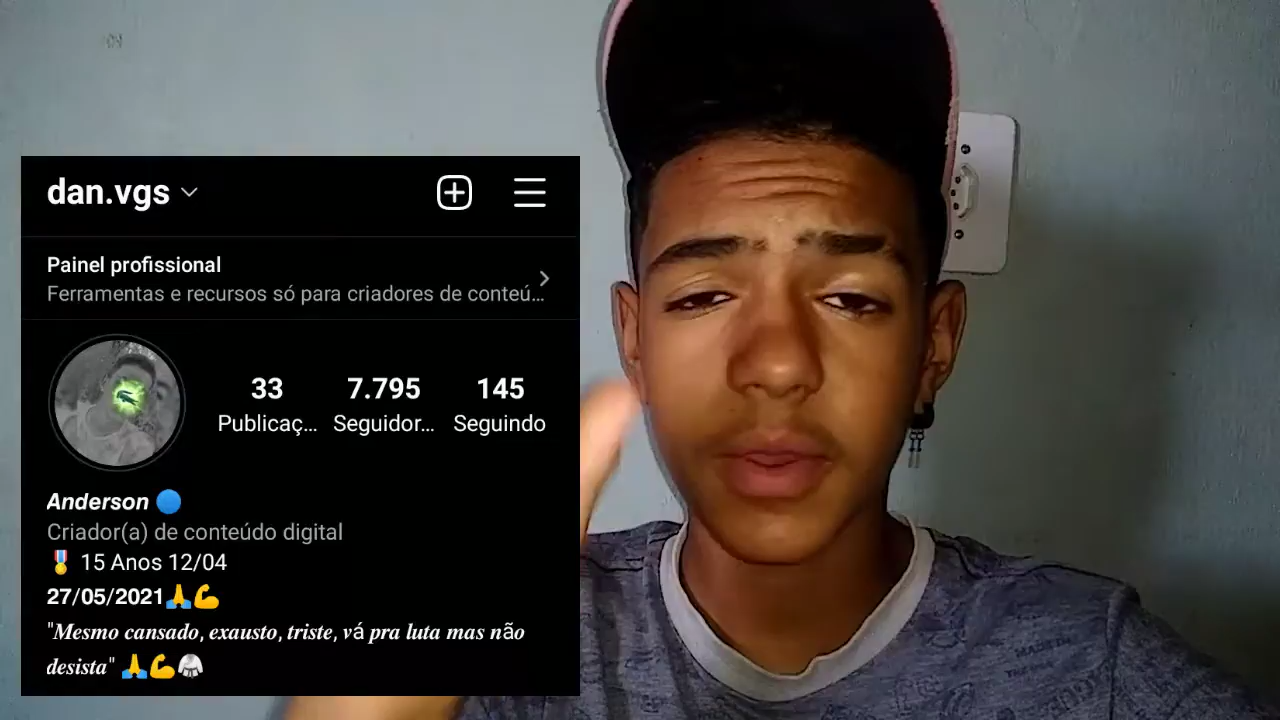 dan.vgs
Painel profissional
Ferramentas e recursos só para criadores de conteú...
33 7.795 145
Publicaç... Seguidor... Seguindo
Anderson 🔵
Criador(a) de conteúdo digital
🎖️ 15 Anos 12/04
27/05/2021🙏💪
"Mesmo cansado, exausto, triste, vá pra luta mas não
desista" 🙏💪🥋